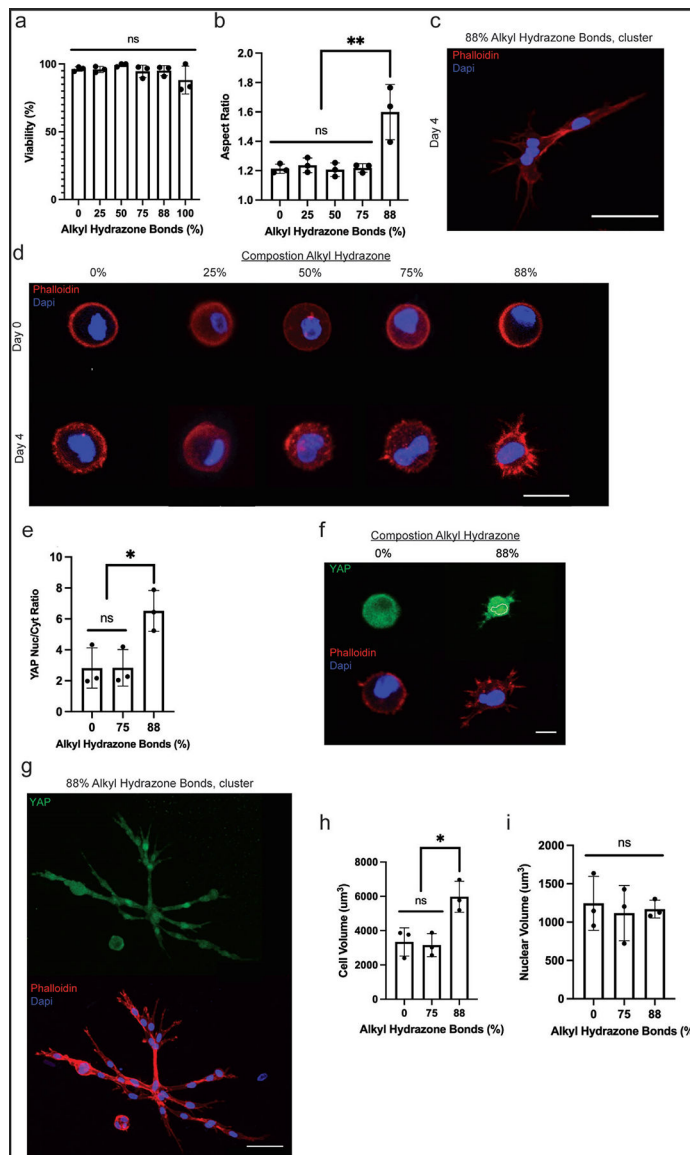 a
ns
Viability (%)
100
50
0
0 25 50 75 88 100
Alkyl Hydrazone Bonds (%)
b
**
ns
Aspect Ratio
2.0
1.8
1.6
1.4
1.2
1.0
0 25 50 75 88
Alkyl Hydrazone Bonds (%)
c
88% Alkyl Hydrazone Bonds, cluster
Phalloidin
Dapi
Day 4
d
Compostion Alkyl Hydrazone
0% 25% 50% 75% 88%
Phalloidin
Dapi
Day 0
Day 4
e
*
ns
YAP Nuc/Cyt Ratio
10
8
6
4
2
0
0 75 88
Alkyl Hydrazone Bonds (%)
f
Compostion Alkyl Hydrazone
0% 88%
YAP
Phalloidin
Dapi
g
88% Alkyl Hydrazone Bonds, cluster
YAP
Phalloidin
Dapi
h
*
ns
Cell Volume (um³)
8000
6000
4000
2000
0
0 75 88
Alkyl Hydrazone Bonds (%)
i
ns
Nuclear Volume (um³)
2000
1500
1000
500
0
0 75 88
Alkyl Hydrazone Bonds (%)